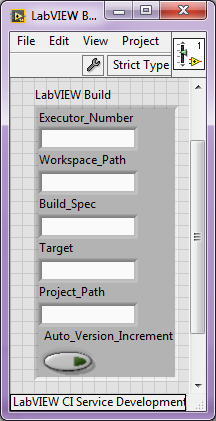 LabVIEW B...
File Edit View Project
Strict Type
1
LabVIEW Build
Executor_Number
Workspace_Path
Build_Spec
Target
Project_Path
Auto_Version_Increment
LabVIEW CI Service Development